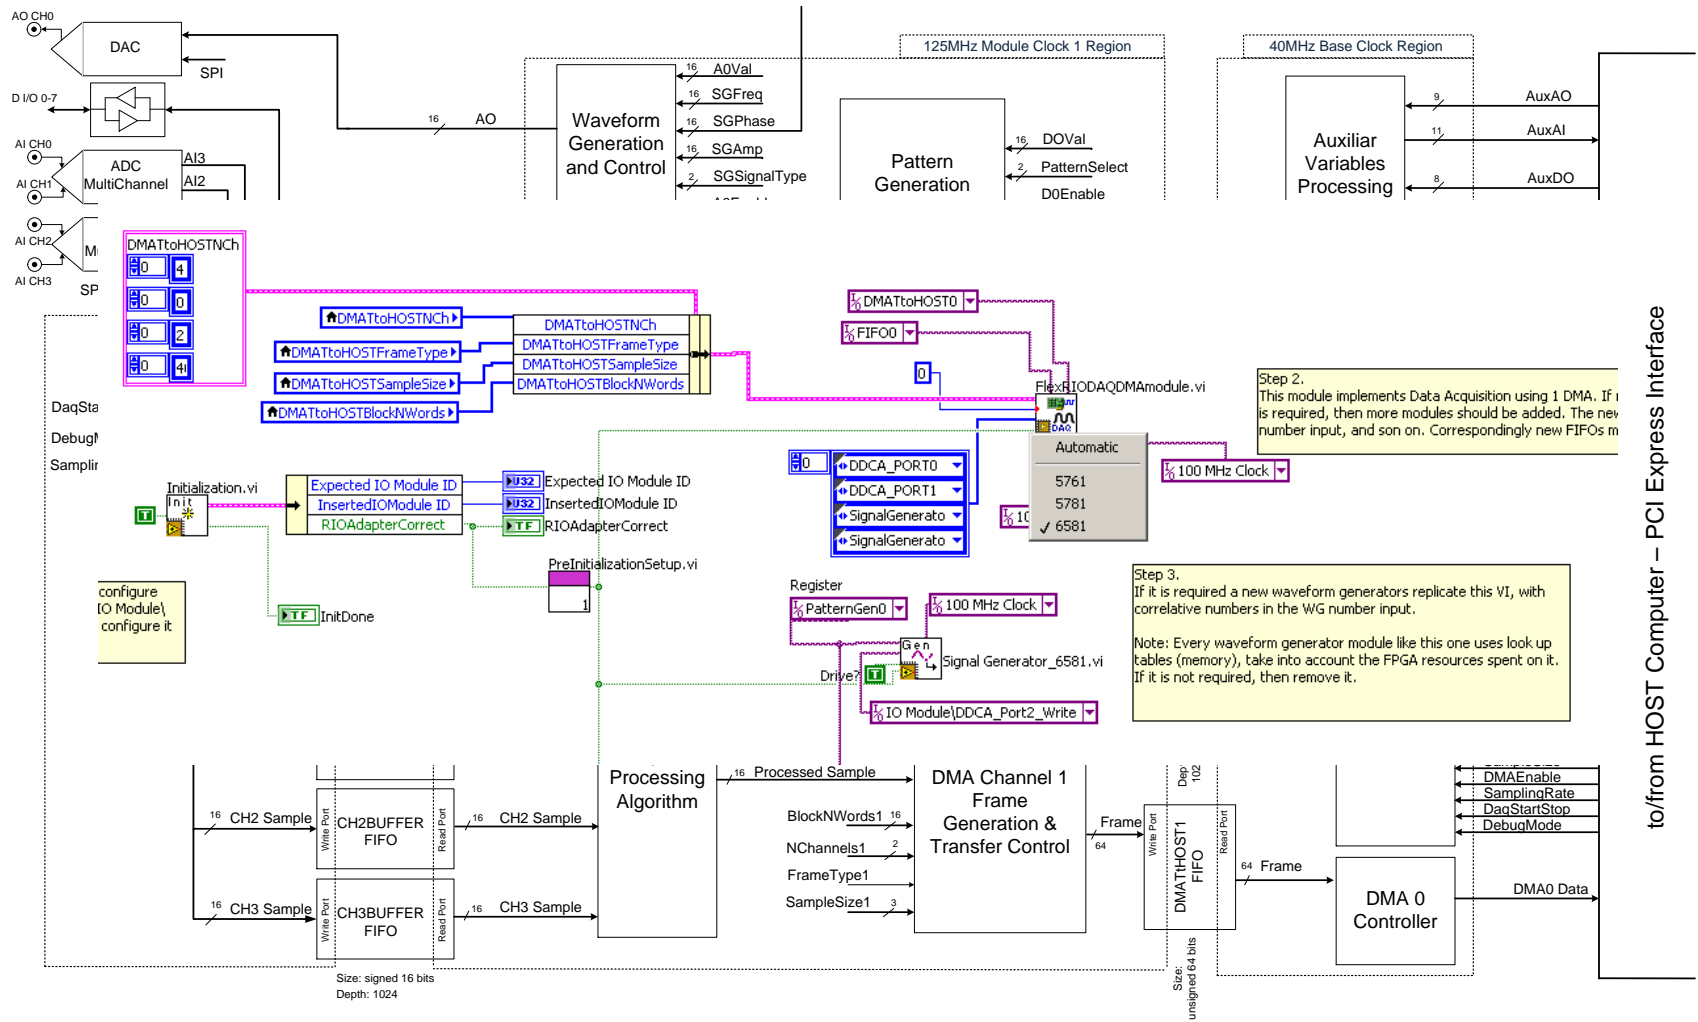 AO CH0
DAC
SPI
D I/O 0-7
AI CH0
ADC
MultiChannel
AI3
AI2
AI CH1
AI CH2
AI CH3
125MHz Module Clock 1 Region
40MHz Base Clock Region
16 AO
Waveform
Generation
and Control
16 A0Val
16 SGFreq
16 SGPhase
16 SGAmp
2 SGSignalType
Pattern
Generation
16 DOVal
2 PatternSelect
D0Enable
Auxiliar
Variables
Processing
9 AuxAO
11 AuxAI
8 AuxDO
to/from HOST Computer – PCI Express Interface
DMATtoHOSTNCh
0 4
0 0
0 2
0
DMATtoHOSTNCh
DMATtoHOSTFrameType
DMATtoHOSTSampleSize
DMATtoHOSTBlockNWords
DMATtoHOSTNCh
DMATtoHOSTFrameType
DMATtoHOSTSampleSize
DMATtoHOSTBlockNWords
DMATtoHOST0
FIFO0
0
FlexRIODAQDMAmodule.vi
DAQ
Automatic
5761
5781
✓ 6581
100 MHz Clock
10
Step 2.
This module implements Data Acquisition using 1 DMA. If
is required, then more modules should be added. The new
number input, and son on. Correspondingly new FIFOs
0
DDCA_PORT0
DDCA_PORT1
SignalGenerato
SignalGenerato
Initialization.vi
Init
T
Expected IO Module ID
InsertedIOModule ID
RIOAdapterCorrect
U32 Expected IO Module ID
U32 InsertedIOModule ID
TF RIOAdapterCorrect
PreInitializationSetup.vi
1
TF InitDone
configure
IO Module\
configure it
Register
PatternGen0
100 MHz Clock
Gen
Signal Generator_6581.vi
Drive? T
IO Module\DDCA_Port2_Write
Step 3.
If it is required a new waveform generators replicate this VI, with
correlative numbers in the WG number input.
Note: Every waveform generator module like this one uses look up
tables (memory), take into account the FPGA resources spent on it.
If it is not required, then remove it.
16 CH2 Sample
Write Port
CH2BUFFER
FIFO
Read Port
16 CH2 Sample
16 CH3 Sample
Write Port
CH3BUFFER
FIFO
Read Port
16 CH3 Sample
Size: signed 16 bits
Depth: 1024
Processing
Algorithm
16 Processed Sample
BlockNWords1 16
NChannels1 2
FrameType1
SampleSize1 3
DMA Channel 1
Frame
Generation &
Transfer Control
Frame
64
Write Port
DMATtHOST1
FIFO
Read Port
Size:
unsigned 64 bits
64 Frame
DMAEnable
SamplingRate
DaqStartStop
DebugMode
DMA 0
Controller
DMA0 Data